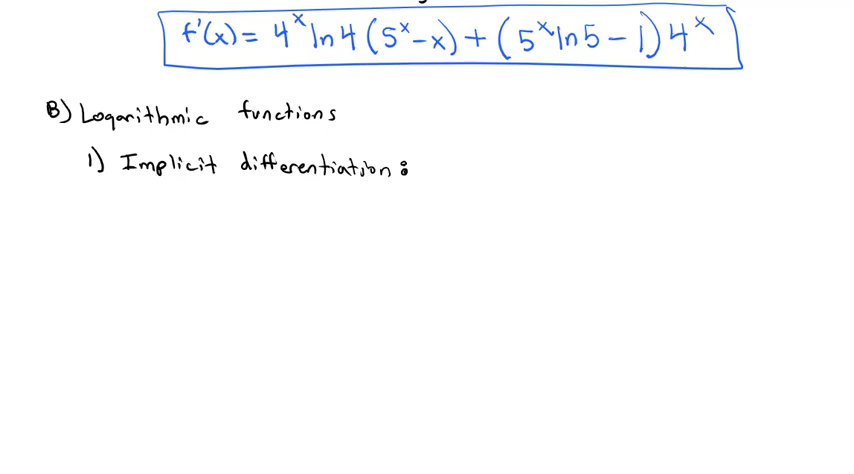 f'(x) = 4^x ln 4 (5^x - x) + (5^x ln 5 - 1) 4^x
B) Logarithmic functions
1) Implicit differentiation: